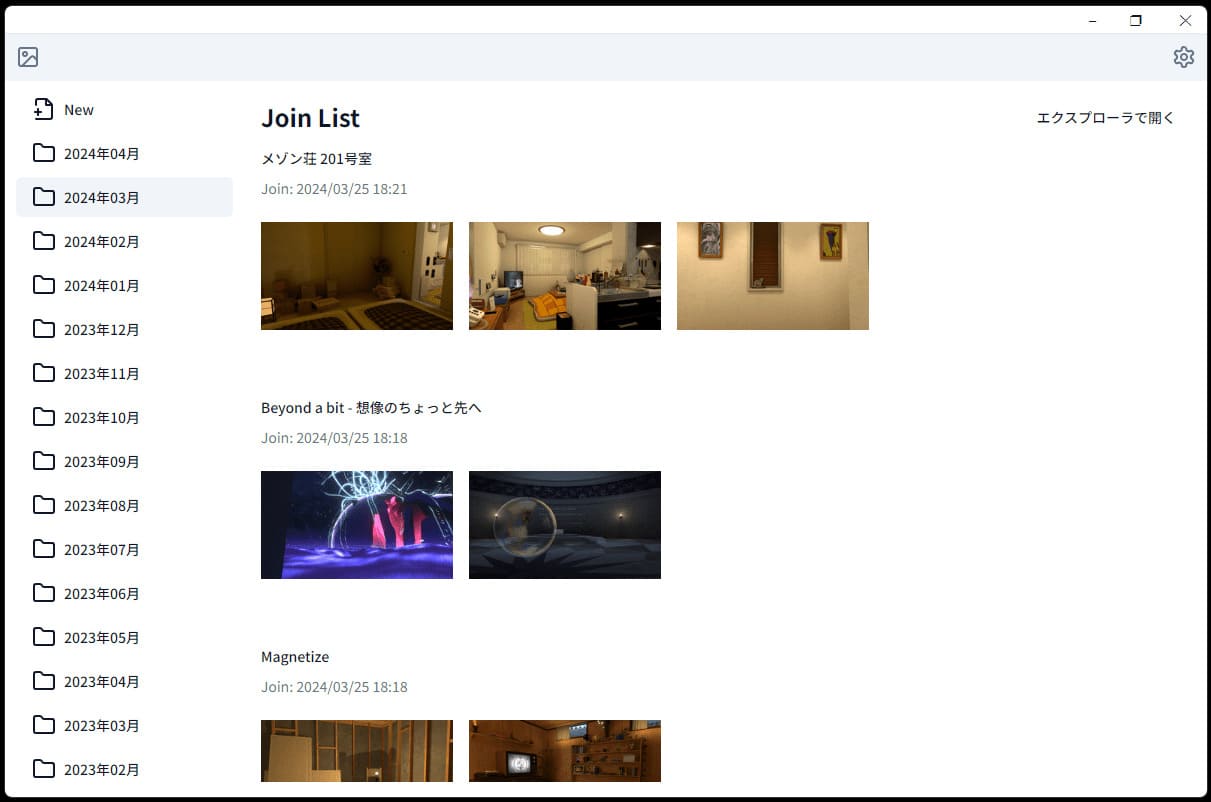 New
2024年04月
2024年03月
2024年02月
2024年01月
2023年12月
2023年11月
2023年10月
2023年09月
2023年08月
2023年07月
2023年06月
2023年05月
2023年04月
2023年03月
2023年02月
Join List
エクスプローラで開く
メゾン荘 201号室
Join: 2024/03/25 18:21
Beyond a bit - 想像のちょっと先へ
Join: 2024/03/25 18:18
Magnetize
Join: 2024/03/25 18:18